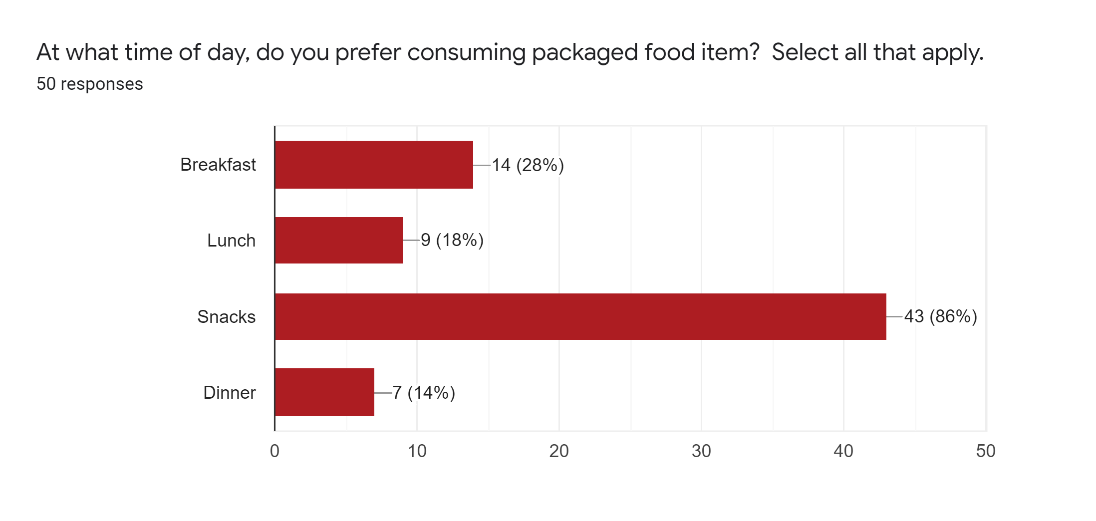 At what time of day, do you prefer consuming packaged food item?  Select all that apply.
50 responses
Breakfast 14 (28%)
Lunch 9 (18%)
Snacks 43 (86%)
Dinner 7 (14%)
0 10 20 30 40 50